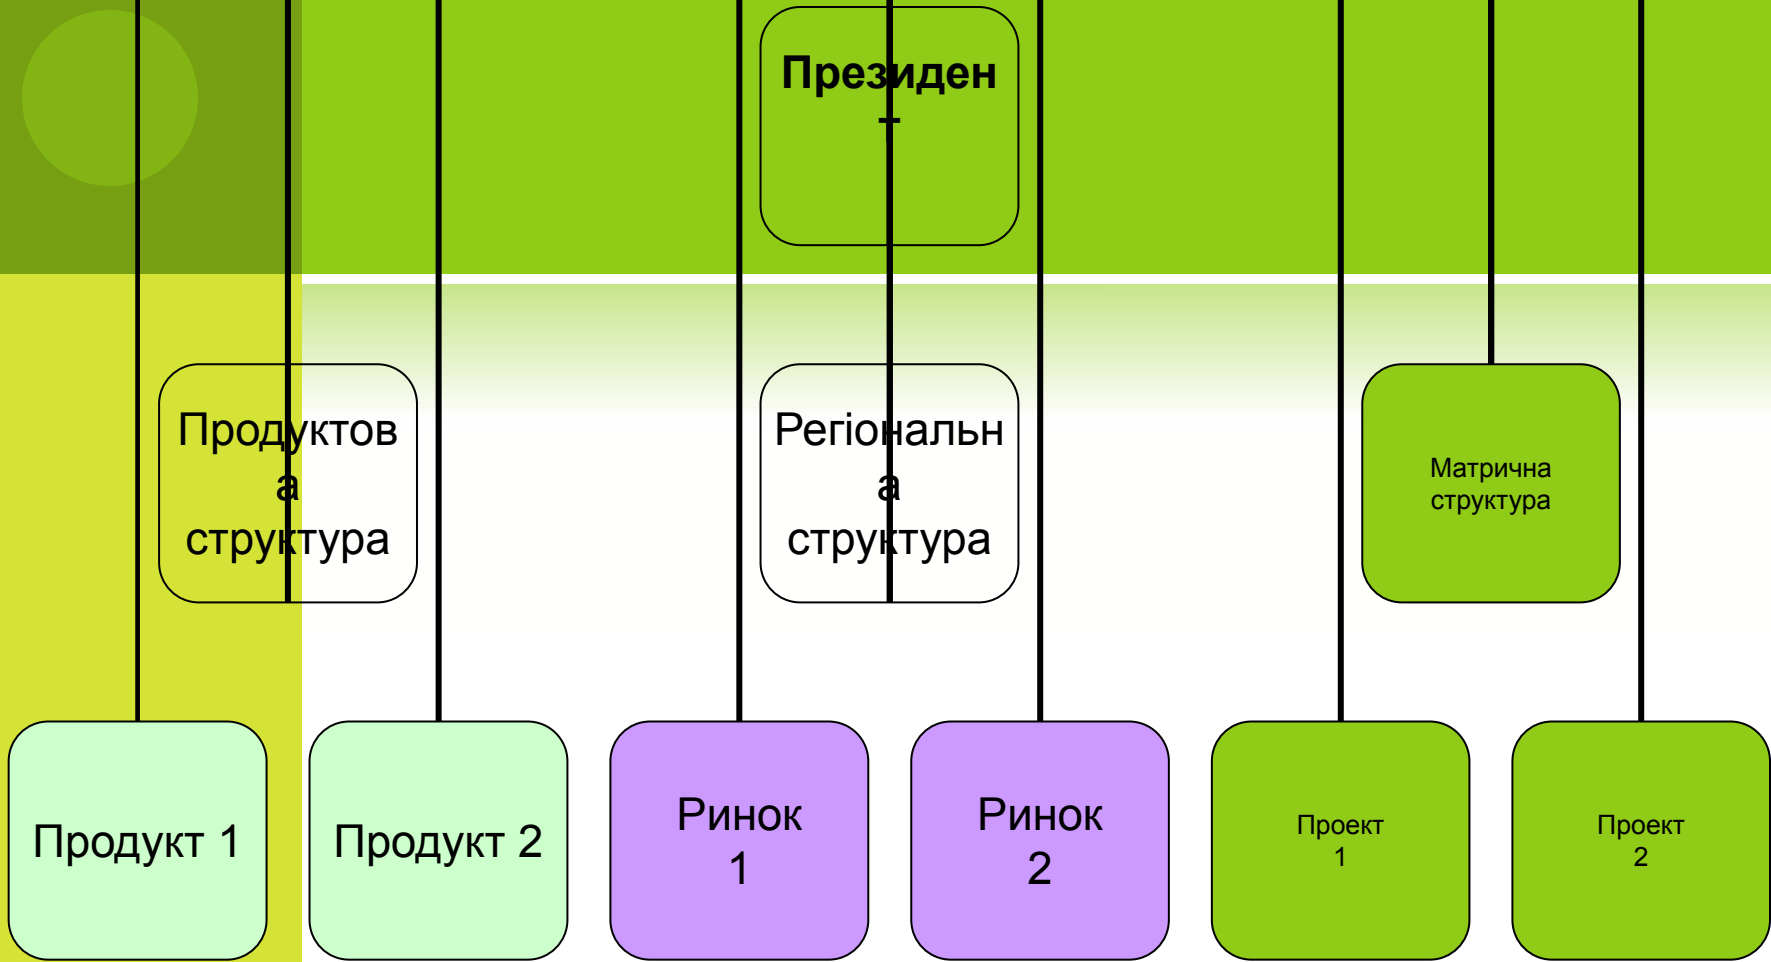 Президен
т
Продуктов
а
структура
Регіональн
а
структура
Матрична
структура
Продукт 1
Продукт 2
Ринок
1
Ринок
2
Проект
1
Проект
2